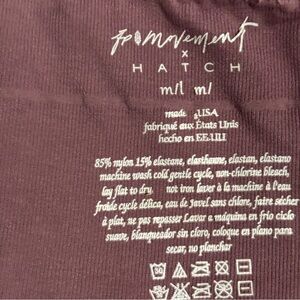 FP movement
x
HATCH
m/l m/l
made USA
fabriqué aux États Unis
hecho en EE.UU
85% nylon 15% elastane, elasthanne, elastan, elastano
machine wash cold gentle cycle, non-chlorine bleach,
lay flat to dry. not iron laver à la machine à l'eau
froide cycle délica, eau de javel sans chlore, faire sécher
à plat, ne pas repasser Lavar a máquina en frío ciclo
suave, blanqueador sin cloro, coloque en plano para
secar, no planchar
30